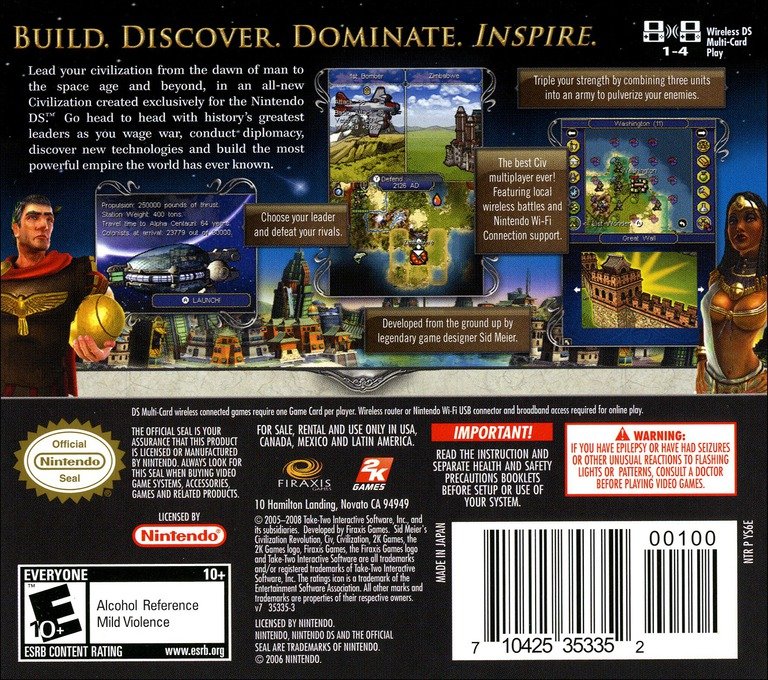 BUILD. DISCOVER. DOMINATE. INSPIRE.
Wireless DS
Multi-Card
Play
1-4
Lead your civilization from the dawn of man to
the space age and beyond, in an all-new
Civilization created exclusively for the Nintendo
DS.™ Go head to head with history's greatest
leaders as you wage war, conduct diplomacy,
discover new technologies and build the most
powerful empire the world has ever known.
1st Bomber
Zimbabwe
Defend
2126 AD
Triple your strength by combining three units
into an army to pulverize your enemies.
Washington (11)
Great Wall
The best Civ
multiplayer ever!
Featuring local
wireless battles and
Nintendo Wi-Fi
Connection support.
Propulsion: 250000 pounds of thrust.
Station Weight: 400 tons.
Travel time to Alpha Centauri 64 years
Colonists at arrival: 23779 out of 50000.
LAUNCH!
Choose your leader
and defeat your rivals.
Developed from the ground up by
legendary game designer Sid Meier.
DS Multi-Card wireless connected games require one Game Card per player. Wireless router or Nintendo Wi-Fi USB connector and broadband access required for online play.
Official
Nintendo
Seal
THE OFFICIAL SEAL IS YOUR
ASSURANCE THAT THIS PRODUCT
IS LICENSED OR MANUFACTURED
BY NINTENDO. ALWAYS LOOK FOR
THIS SEAL WHEN BUYING VIDEO
GAME SYSTEMS, ACCESSORIES,
GAMES AND RELATED PRODUCTS.
LICENSED BY
Nintendo®
FOR SALE, RENTAL AND USE ONLY IN USA,
CANADA, MEXICO AND LATIN AMERICA.
FIRAXIS
GAMES
2K
GAMES
10 Hamilton Landing, Novato CA 94949
© 2005–2008 Take-Two Interactive Software, Inc. and
its subsidiaries. Developed by Firaxis Games. Sid Meier's
Civilization Revolution, Civ, Civilization, 2K Games, the
2K Games logo, Firaxis Games, the Firaxis Games logo
and Take-Two Interactive Software are all trademarks
and/or registered trademarks of Take-Two Interactive
Software, Inc. The ratings icon is a trademark of the
Entertainment Software Association. All other marks and
trademarks are properties of their respective owners.
v7 35335-3
LICENSED BY NINTENDO.
NINTENDO, NINTENDO DS AND THE OFFICIAL
SEAL ARE TRADEMARKS OF NINTENDO.
© 2006 NINTENDO.
IMPORTANT!
READ THE INSTRUCTION AND
SEPARATE HEALTH AND SAFETY
PRECAUTIONS BOOKLETS
BEFORE SETUP OR USE OF
YOUR SYSTEM.
WARNING:
IF YOU HAVE EPILEPSY OR HAVE HAD SEIZURES
OR OTHER UNUSUAL REACTIONS TO FLASHING
LIGHTS OR PATTERNS, CONSULT A DOCTOR
BEFORE PLAYING VIDEO GAMES.
EVERYONE 10+
E
10+
™
Alcohol Reference
Mild Violence
ESRB CONTENT RATING www.esrb.org
MADE IN JAPAN
00100
7 10425 35335 2
NTR P YS6E